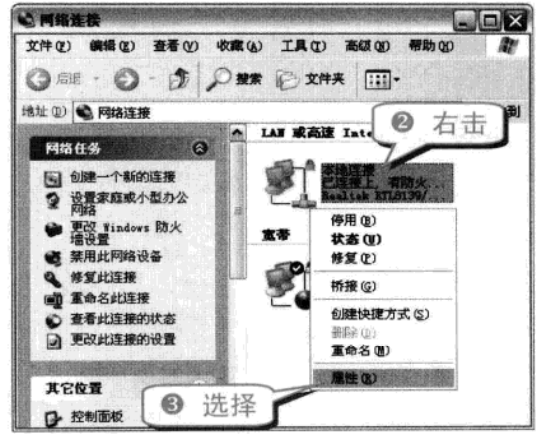 网络连接
文件(F) 编辑(E) 查看(V) 收藏(A) 工具(T) 高级(N) 帮助(H)
后退 搜索 文件夹
地址(D) 网络连接 到
LAN 或高速 Inte
2 右击
网络任务
创建一个新的连接
设置家庭或小型办公
网络
更改 Windows 防火
墙设置
禁用此网络设备
修复此连接
重命名此连接
查看此连接的状态
更改此连接的设置
其它位置
控制面板
本地连接
已连接上, 有防火...
Realtek RTL8139/...
宽带
停用(B)
状态(U)
修复(P)
桥接(G)
创建快捷方式(S)
删除(D)
重命名(M)
属性(R)
3 选择